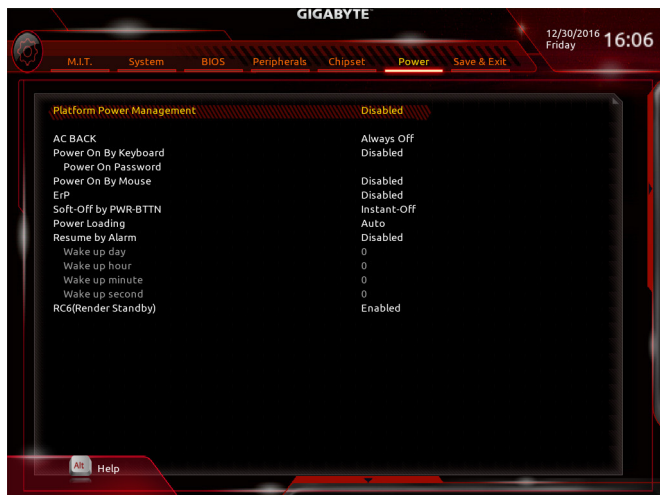 GIGABYTE™
12/30/2016
Friday
16:06
M.I.T. System BIOS Peripherals Chipset Power Save & Exit
Platform Power Management Disabled
AC BACK Always Off
Power On By Keyboard Disabled
Power On Password
Power On By Mouse Disabled
ErP Disabled
Soft-Off by PWR-BTTN Instant-Off
Power Loading Auto
Resume by Alarm Disabled
Wake up day 0
Wake up hour 0
Wake up minute 0
Wake up second 0
RC6(Render Standby) Enabled
Alt Help